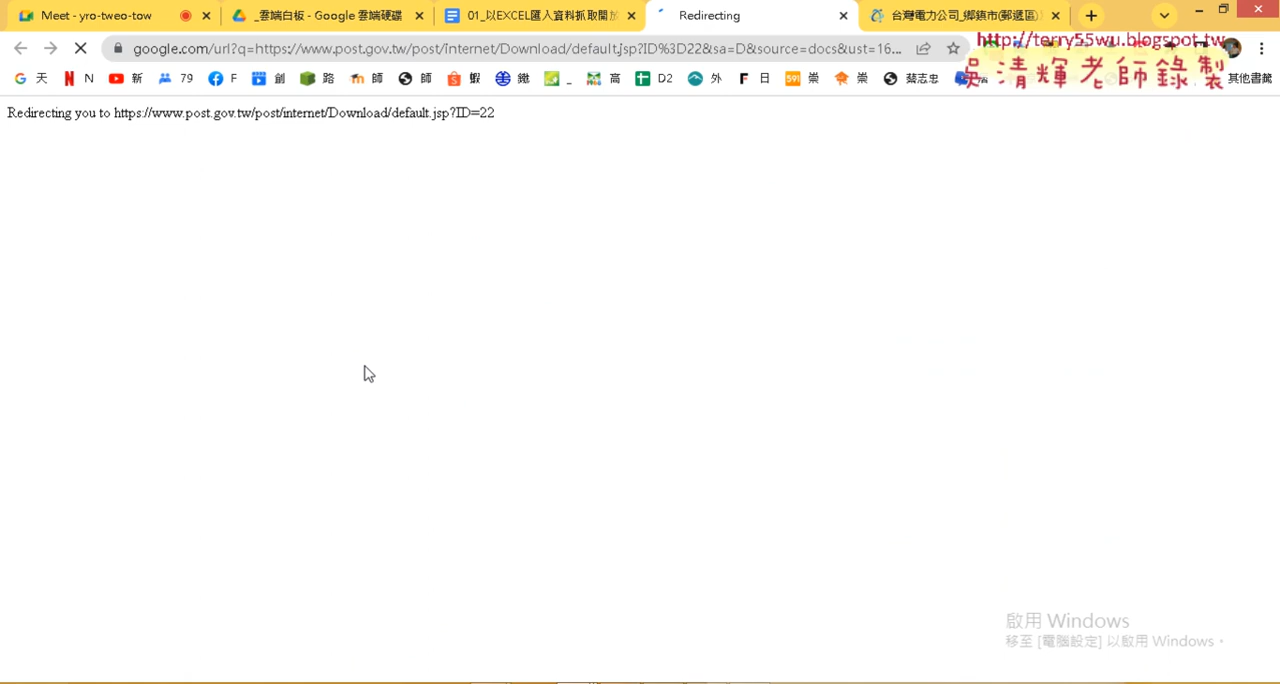 Meet - yro-tweo-tow
_雲端白板 - Google 雲端硬碟
01_以EXCEL匯入資料抓取開放
Redirecting
台灣電力公司_鄉鎮市(郵遞區)
google.com/url?q=https://www.post.gov.tw/post/internet/Download/default.jsp?ID%3D22&sa=D&source=docs&ust=16...
http://terry55wu.blogspot.tw
吳清輝老師錄製
G 天 N N 新 79 F 創 路 師 師 蝦 緻 _ 高 D2 外 F 日 591 崇 崇 蔡志忠 其他書籤
Redirecting you to https://www.post.gov.tw/post/internet/Download/default.jsp?ID=22
啟用 Windows
移至 [電腦設定] 以啟用 Windows。